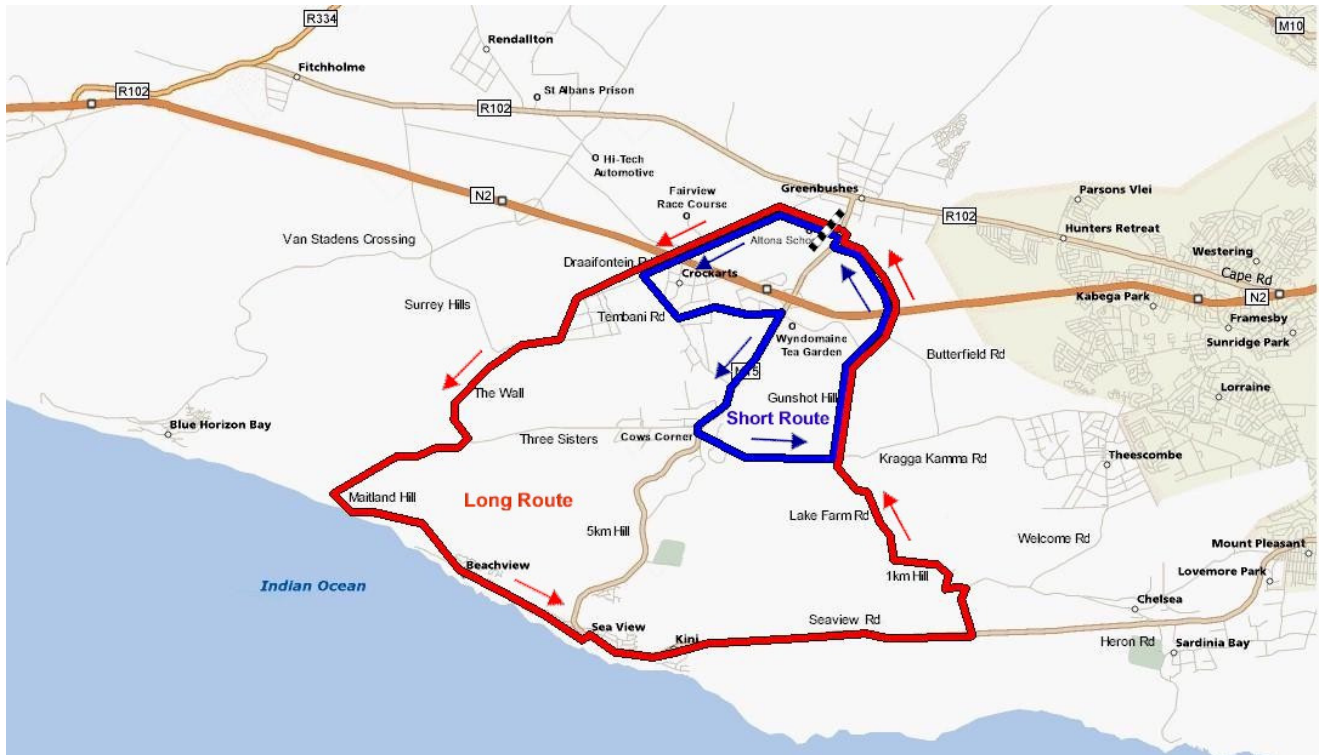 R334
M10
Rendallton
Fitchholme
R102
St Albans Prison
R102
Hi-Tech
Automotive
N2
Fairview
Race Course
Greenbushes
Parsons Vlei
R102
Hunters Retreat
Van Stadens Crossing
Altona
Westering
Cape Rd
Draaifontein
Crockarts
Kabega Park
N2
Surrey Hills
Tembani Rd
Framesby
Sunridge Park
Wyndomaine
Tea Garden
Butterfield Rd
The Wall
Gunshot Hill
Lorraine
Short Route
Blue Horizon Bay
Three Sisters
Cows Corner
Kragga Kamma Rd
Theescombe
Maitland Hill
Long Route
Lake Farm Rd
5km Hill
Welcome Rd
Mount Pleasant
Beachview
Indian Ocean
1km Hill
Lovemore Park
Chelsea
Sea View
Seaview Rd
Kini
Heron Rd
Sardinia Bay